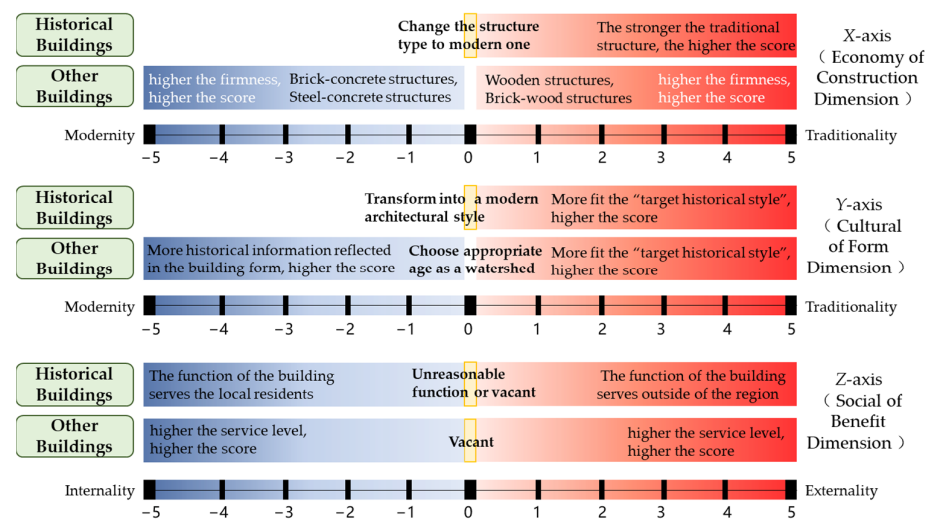 Historical
Buildings
Change the structure
type to modern one
The stronger the traditional
structure, the higher the score
Other
Buildings
higher the firmness,
higher the score
Brick-concrete structures,
Steel-concrete structures
Wooden structures,
Brick-wood structures
higher the firmness,
higher the score
X-axis
( Economy of
Construction
Dimension )
Modernity
Traditionality
−5 −4 −3 −2 −1 0 1 2 3 4 5
Historical
Buildings
Transform into a modern
architectural style
More fit the “target historical style”,
higher the score
Other
Buildings
More historical information reflected
in the building form, higher the score
Choose appropriate
age as a watershed
More fit the “target historical style”,
higher the score
Y-axis
( Cultural
of Form
Dimension )
Modernity
Traditionality
−5 −4 −3 −2 −1 0 1 2 3 4 5
Historical
Buildings
The function of the building
serves the local residents
Unreasonable
function or vacant
The function of the building
serves outside of the region
Other
Buildings
higher the service level,
higher the score
Vacant
higher the service level,
higher the score
Z-axis
( Social of
Benefit
Dimension )
Internality
Externality
−5 −4 −3 −2 −1 0 1 2 3 4 5